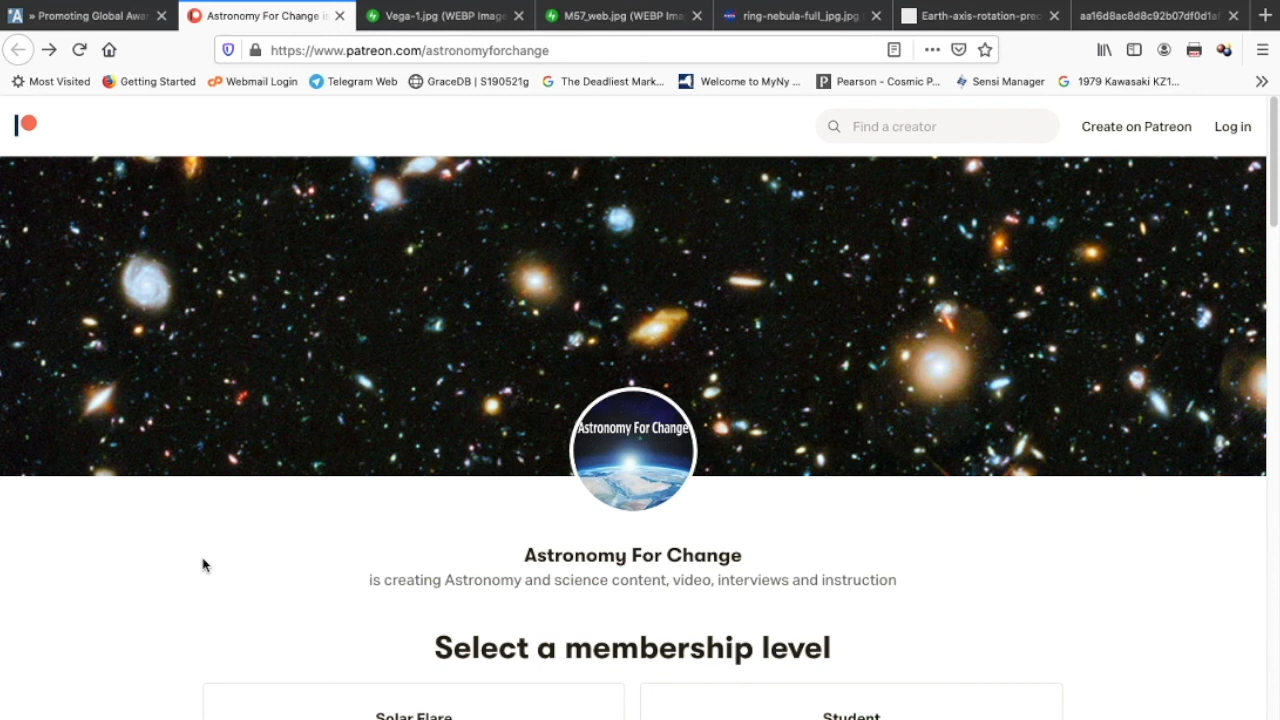 » Promoting Global Awar
Astronomy For Change is
Vega-1.jpg (WEBP Image
M57_web.jpg (WEBP Ima
ring-nebula-full_jpg.jpg
Earth-axis-rotation-prec
aa16d8ac8d8c92b07df0d1a
https://www.patreon.com/astronomyforchange
Most Visited
Getting Started
Webmail Login
Telegram Web
GraceDB | S190521g
The Deadliest Mark...
Welcome to MyNy ...
Pearson - Cosmic P...
Sensi Manager
1979 Kawasaki KZ1...
Find a creator
Create on Patreon
Log in
Astronomy For Change
Astronomy For Change
is creating Astronomy and science content, video, interviews and instruction
Select a membership level
Solar Flare
Student